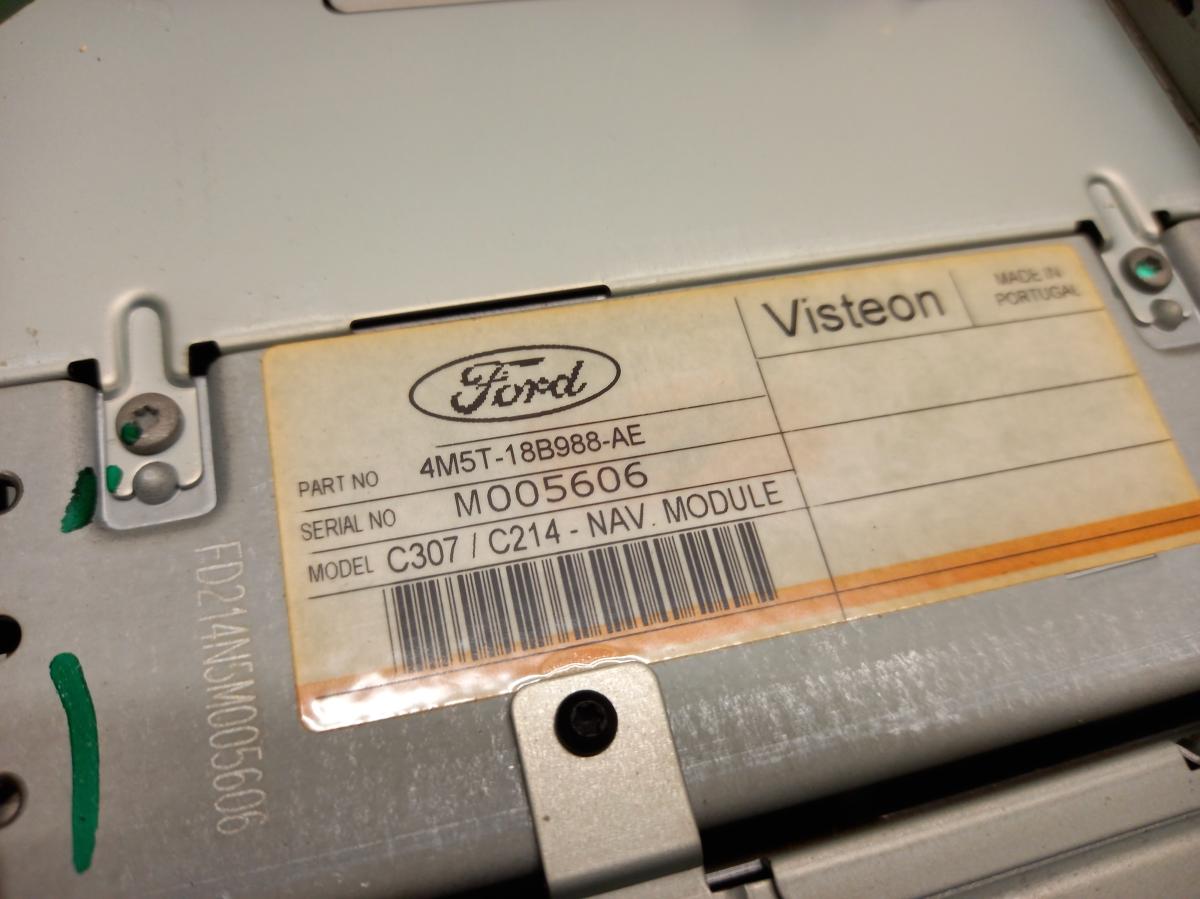 Ford
Visteon
MADE IN
PORTUGAL
PART NO 4M5T-18B988-AE
SERIAL NO M005606
MODEL C307 / C214 - NAV. MODULE
FD214N5M005606